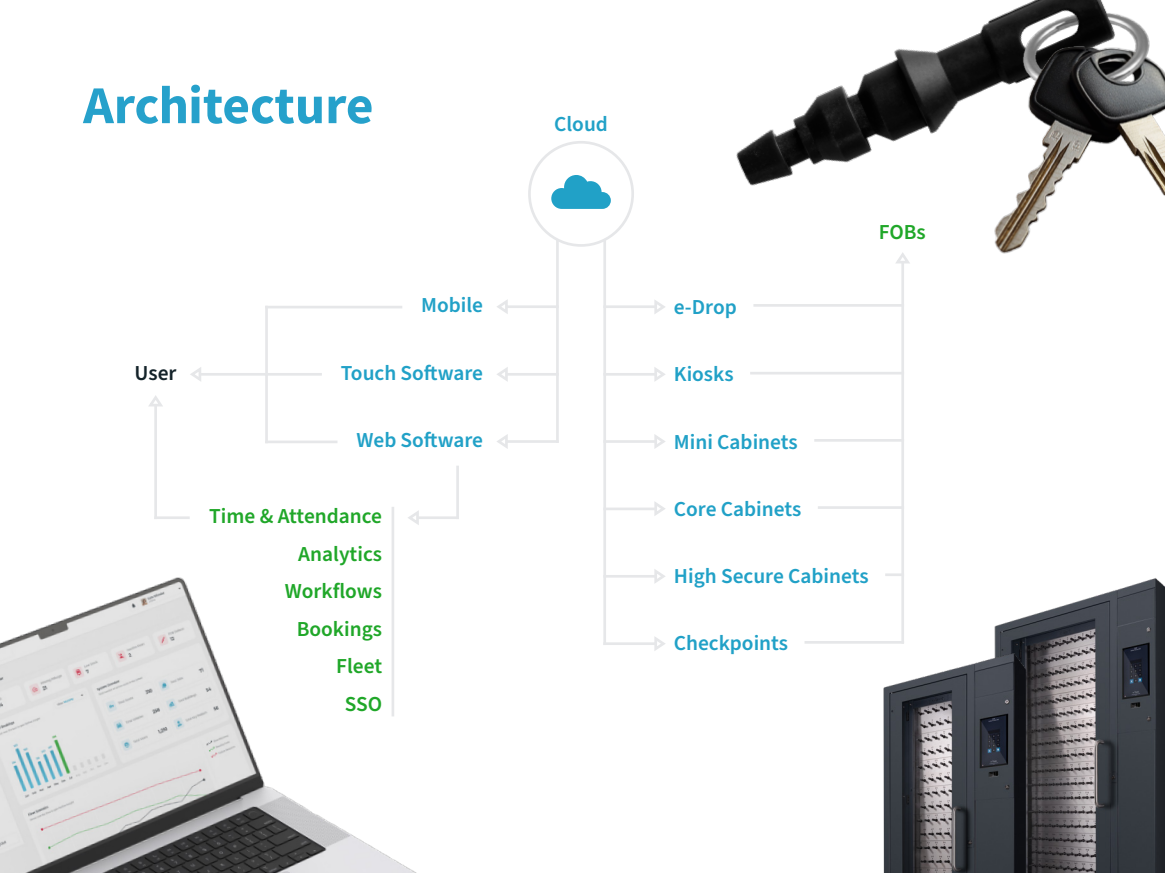 Architecture
Cloud
FOBs
Mobile
e-Drop
User
Touch Software
Kiosks
Web Software
Mini Cabinets
Time & Attendance
Core Cabinets
Analytics
High Secure Cabinets
Workflows
Bookings
Checkpoints
Fleet
SSO